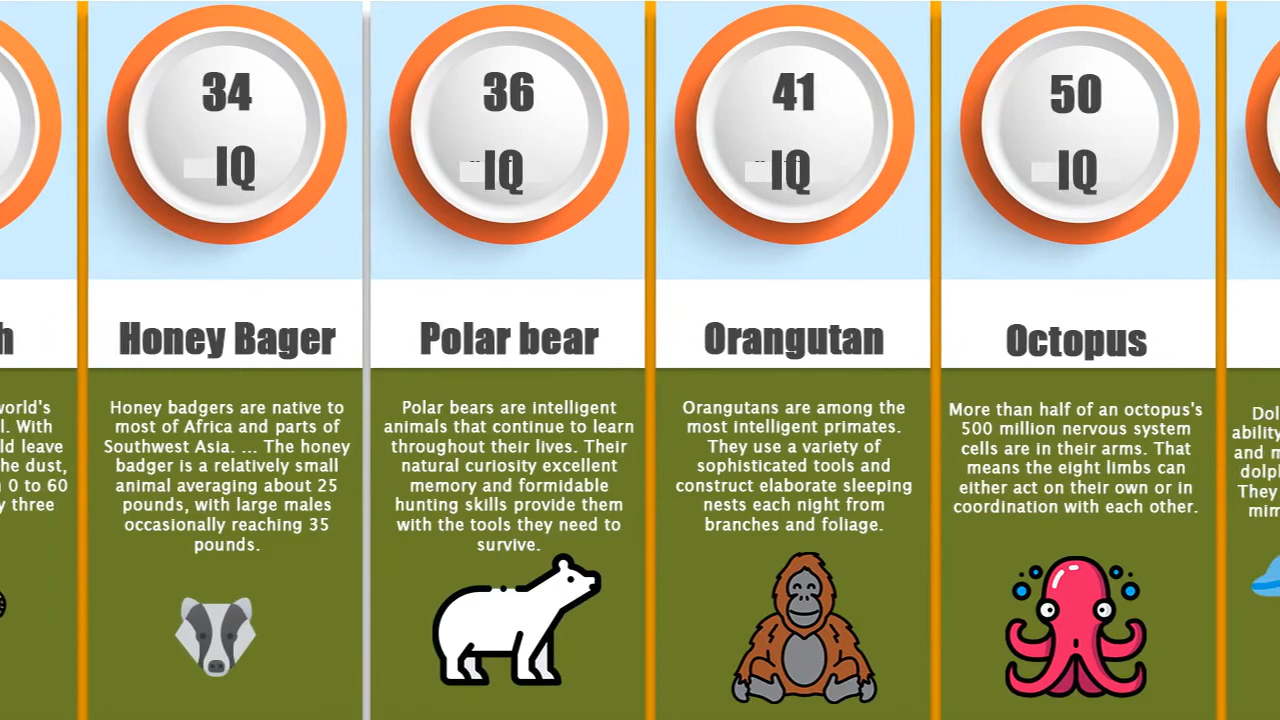 h
world's
l. With
ld leave
he dust,
0 to 60
y three
34
IQ
Honey Bager
Honey badgers are native to
most of Africa and parts of
Southwest Asia. ... The honey
badger is a relatively small
animal averaging about 25
pounds, with large males
occasionally reaching 35
pounds.
36
IQ
Polar bear
Polar bears are intelligent
animals that continue to learn
throughout their lives. Their
natural curiosity excellent
memory and formidable
hunting skills provide them
with the tools they need to
survive.
41
IQ
Orangutan
Orangutans are among the
most intelligent primates.
They use a variety of
sophisticated tools and
construct elaborate sleeping
nests each night from
branches and foliage.
50
IQ
Octopus
More than half of an octopus's
500 million nervous system
cells are in their arms. That
means the eight limbs can
either act on their own or in
coordination with each other.
Dol
ability
and m
dolp
They
mim